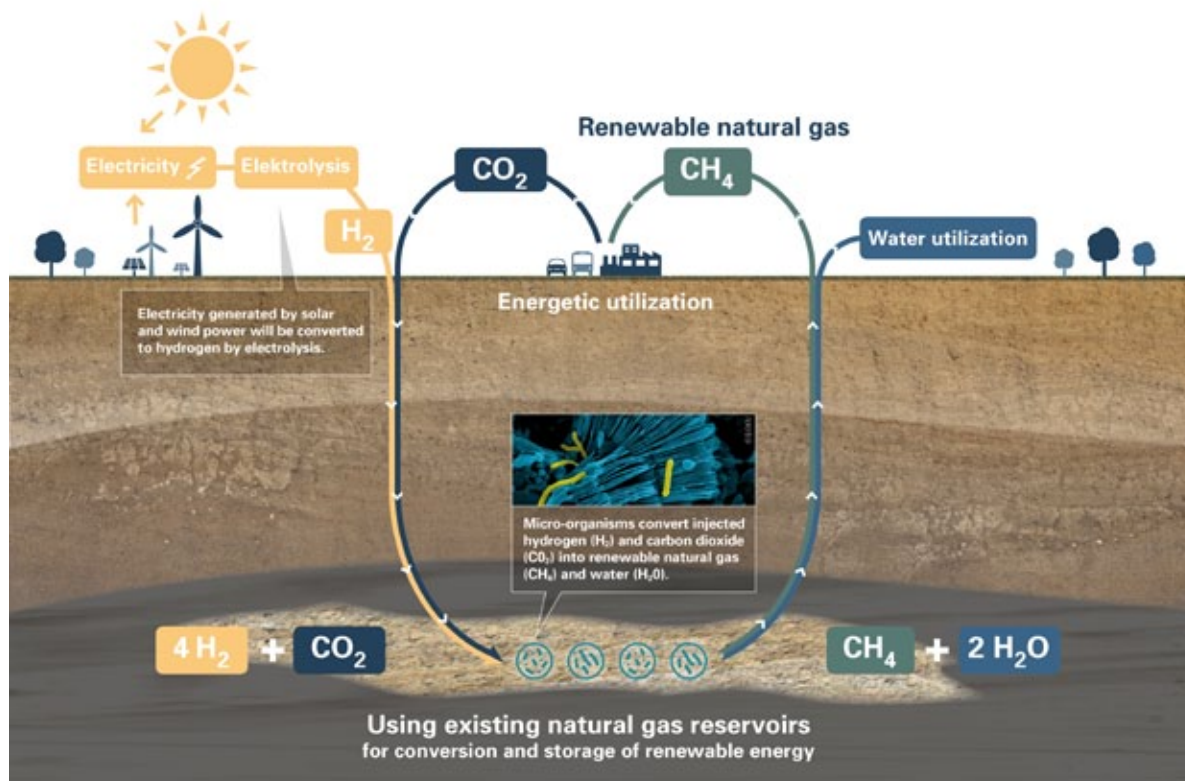 Renewable natural gas
Electricity
Elektrolysis
CO2
CH4
H2
Water utilization
Energetic utilization
Electricity generated by solar
and wind power will be converted
to hydrogen by electrolysis.
Micro-organisms convert injected
hydrogen (H2) and carbon dioxide
(CO2) into renewable natural gas
(CH4) and water (H2O).
4 H2 + CO2
CH4 + 2 H2O
Using existing natural gas reservoirs
for conversion and storage of renewable energy